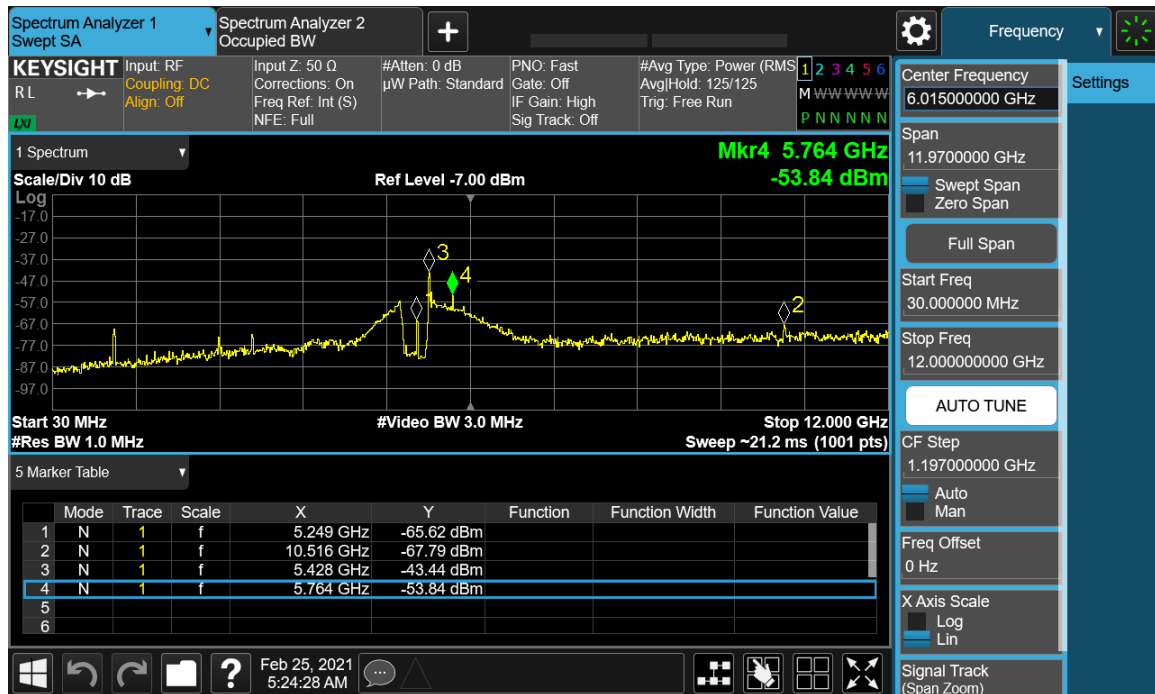 Spectrum Analyzer 1
Swept SA
Spectrum Analyzer 2
Occupied BW
Frequency
KEYSIGHT
RL
LXI
Input: RF
Coupling: DC
Align: Off
Input Z: 50 Ω
Corrections: On
Freq Ref: Int (S)
NFE: Full
#Atten: 0 dB
µW Path: Standard
PNO: Fast
Gate: Off
IF Gain: High
Sig Track: Off
#Avg Type: Power (RMS
Avg|Hold: 125/125
Trig: Free Run
1 2 3 4 5 6
M W W W W W
P N N N N N
1 Spectrum
Mkr4 5.764 GHz
Scale/Div 10 dB
Ref Level -7.00 dBm
-53.84 dBm
Log
-17.0
-27.0
-37.0
-47.0
-57.0
-67.0
-77.0
-87.0
-97.0
3
4
2
Start 30 MHz
#Video BW 3.0 MHz
Stop 12.000 GHz
#Res BW 1.0 MHz
Sweep ~21.2 ms (1001 pts)
5 Marker Table
Mode Trace Scale X Y Function Function Width Function Value
1 N 1 f 5.249 GHz -65.62 dBm
2 N 1 f 10.516 GHz -67.79 dBm
3 N 1 f 5.428 GHz -43.44 dBm
4 N 1 f 5.764 GHz -53.84 dBm
5
6
?
Feb 25, 2021
5:24:28 AM
Center Frequency
6.015000000 GHz
Settings
Span
11.9700000 GHz
Swept Span
Zero Span
Full Span
Start Freq
30.000000 MHz
Stop Freq
12.000000000 GHz
AUTO TUNE
CF Step
1.197000000 GHz
Auto
Man
Freq Offset
0 Hz
X Axis Scale
Log
Lin
Signal Track
(Span Zoom)